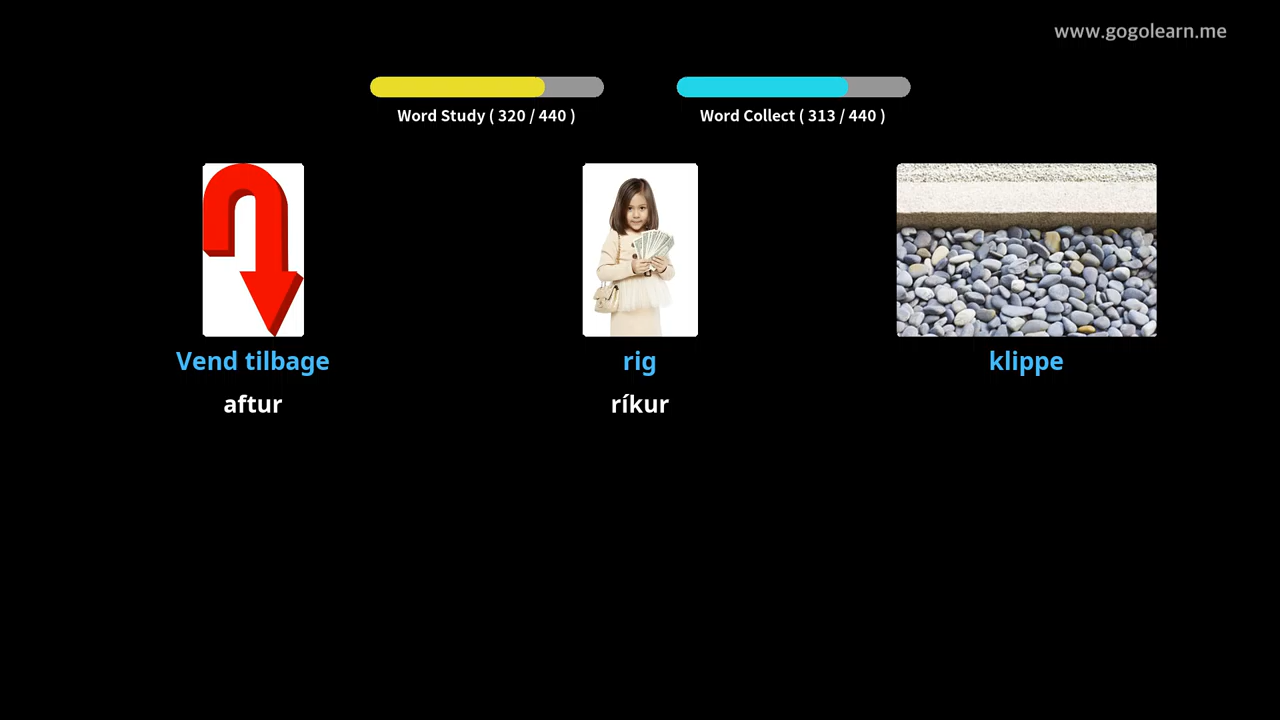 www.gogolearn.me
Word Study ( 320 / 440 )
Word Collect ( 313 / 440 )
Vend tilbage
rig
klippe
aftur
ríkur